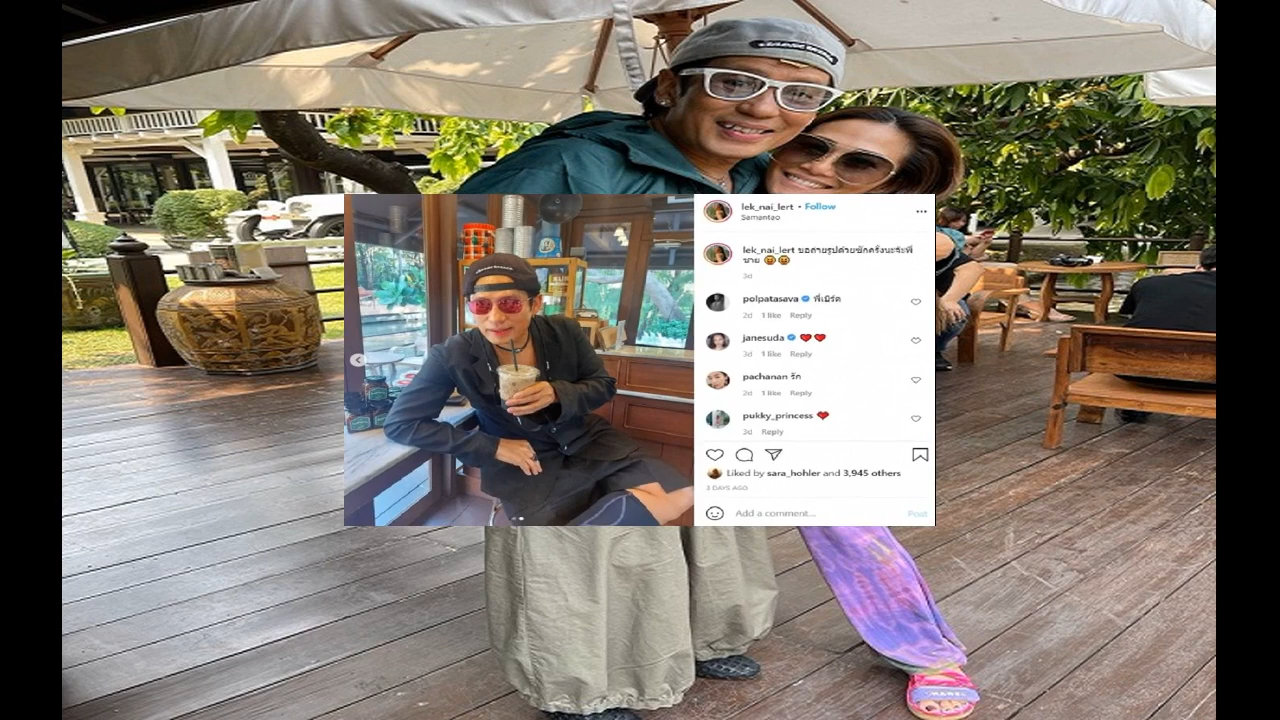 lek_nai_lert • Follow
Samantao
lek_nai_lert ขอถ่ายรูปด้วยซักครั้งนะจ๊ะพี่
ชาย 😆😆
3d
polpatasava พี่เบิร์ด
2d 1 like Reply
janesuda ❤️❤️
3d 1 like Reply
pachanan รัก
2d 1 like Reply
pukky_princess ❤️
3d Reply
Liked by sara_hohler and 3,945 others
3 DAYS AGO
Add a comment... Post